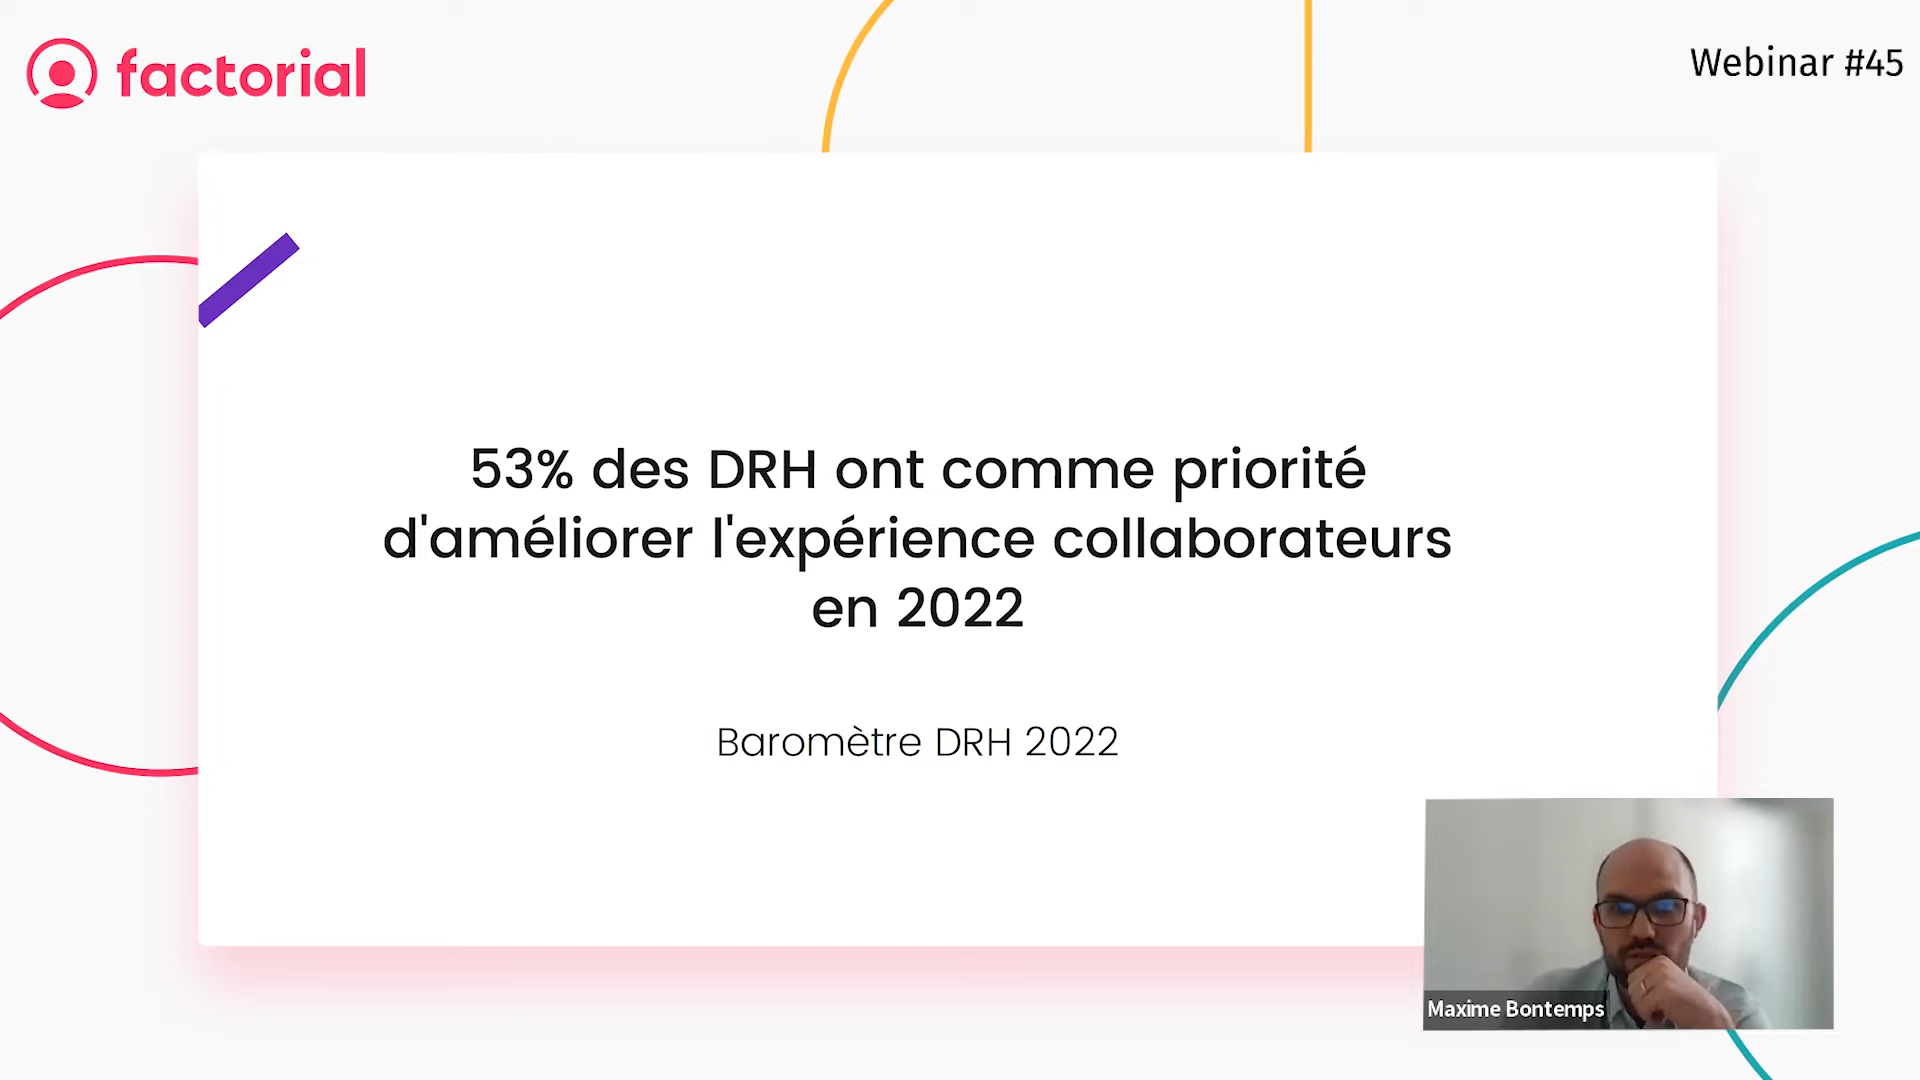 factorial
Webinar #45
53% des DRH ont comme priorité
d'améliorer l'expérience collaborateurs
en 2022
Baromètre DRH 2022
Maxime Bontemps